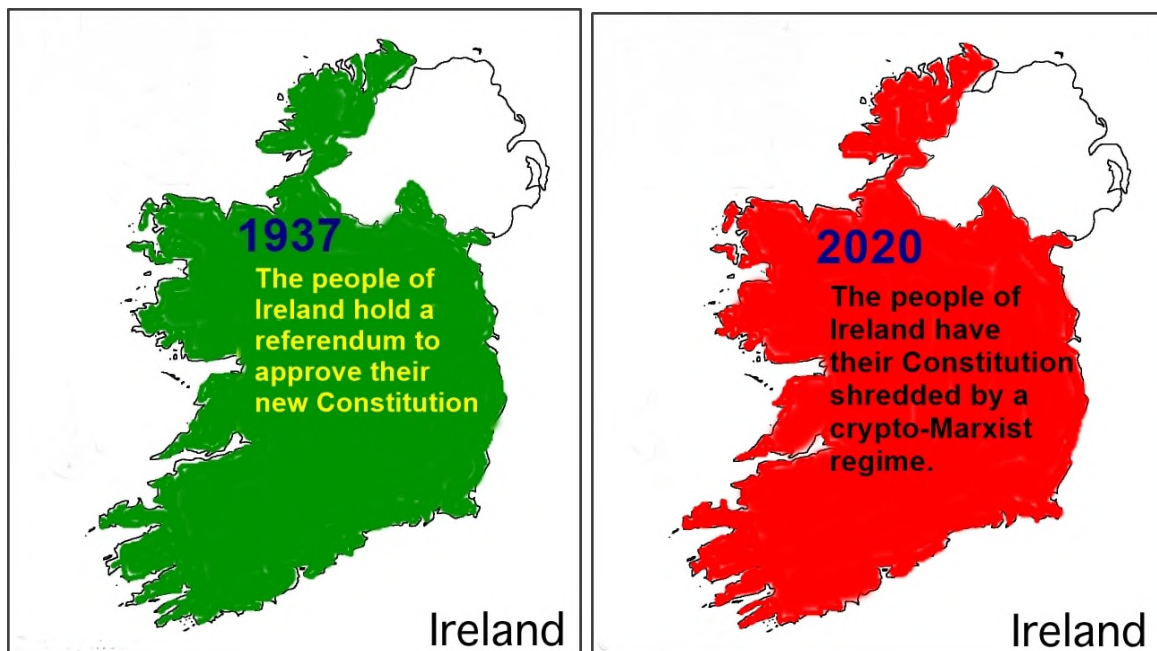 1937
The people of
Ireland hold a
referendum to
approve their
new Constitution
Ireland
2020
The people of
Ireland have
their Constitution
shredded by a
crypto-Marxist
regime.
Ireland